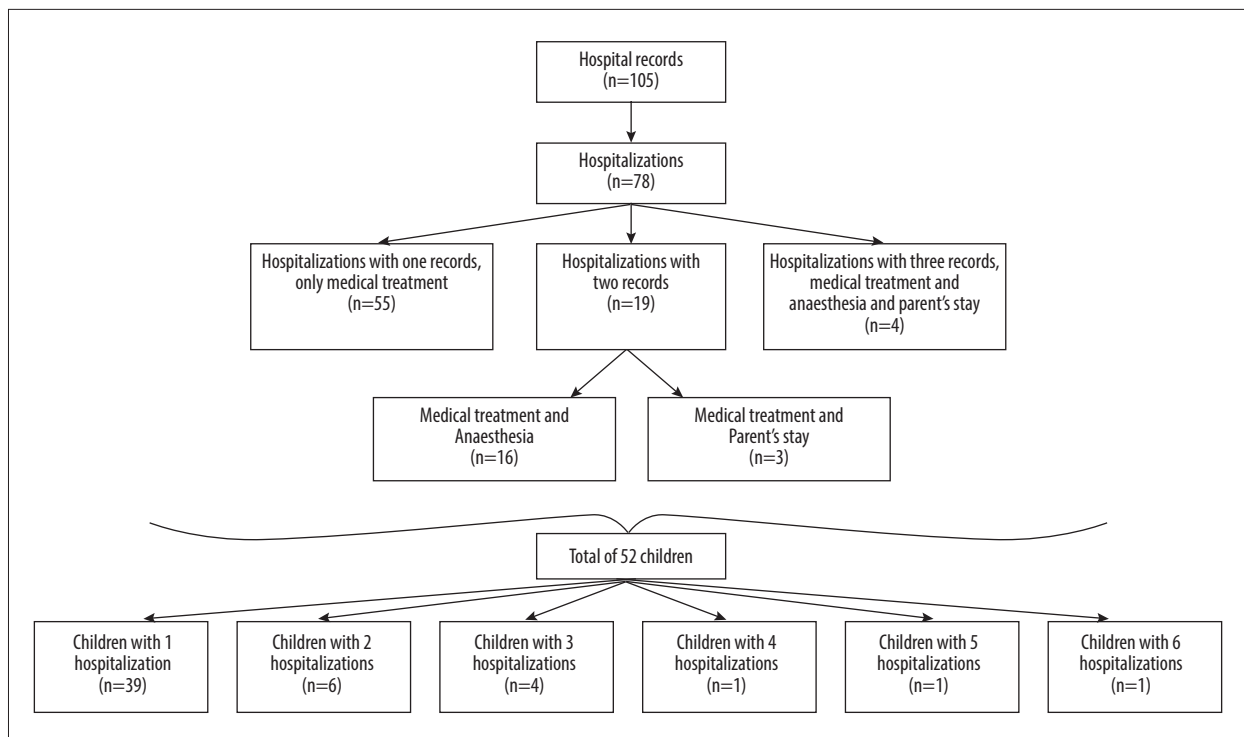 Hospital records
(n=105)
Hospitalizations
(n=78)
Hospitalizations with one records,
only medical treatment
(n=55)
Hospitalizations with
two records
(n=19)
Hospitalizations with three records,
medical treatment and
anaesthesia and parent's stay
(n=4)
Medical treatment and
Anaesthesia
(n=16)
Medical treatment and
Parent's stay
(n=3)
Total of 52 children
Children with 1
hospitalization
(n=39)
Children with 2
hospitalizations
(n=6)
Children with 3
hospitalizations
(n=4)
Children with 4
hospitalizations
(n=1)
Children with 5
hospitalizations
(n=1)
Children with 6
hospitalizations
(n=1)